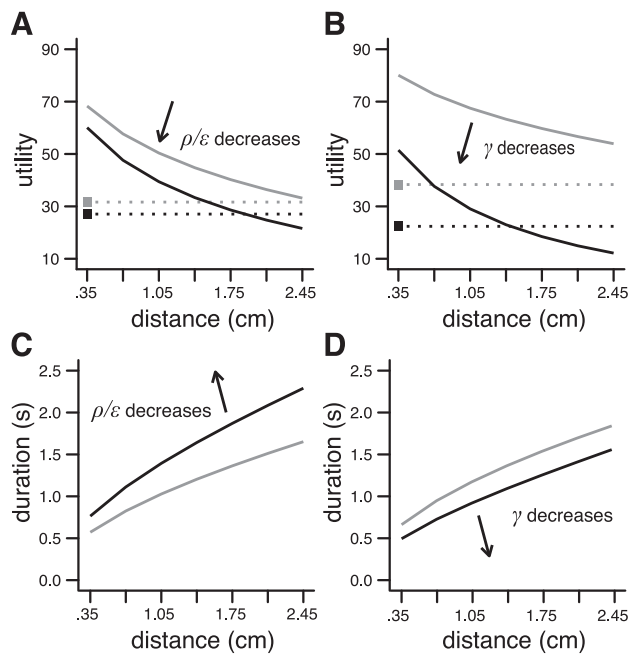 A
B
90
70
50
30
10
utility
ρ/ε decreases
.35
1.05
1.75
2.45
distance (cm)
90
70
50
30
10
utility
γ decreases
.35
1.05
1.75
2.45
distance (cm)
C
D
2.5
2.0
1.5
1.0
0.5
0.0
duration (s)
ρ/ε decreases
.35
1.05
1.75
2.45
distance (cm)
2.5
2.0
1.5
1.0
0.5
0.0
duration (s)
γ decreases
.35
1.05
1.75
2.45
distance (cm)